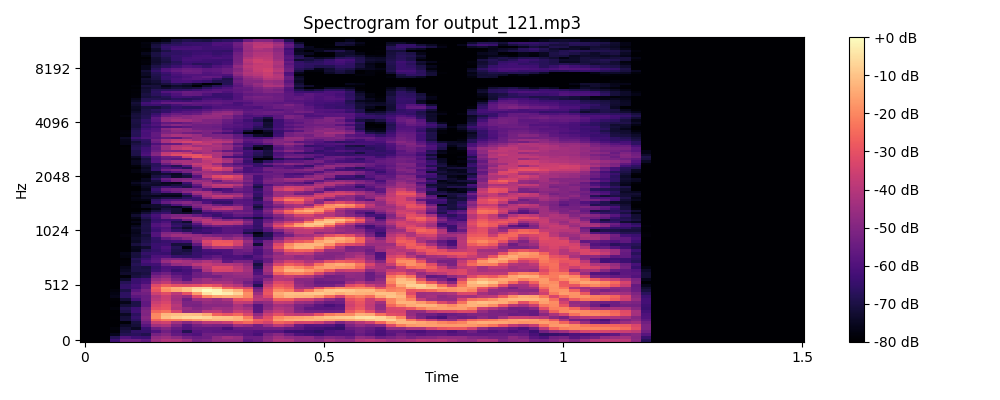 Spectrogram for output_121.mp3
Hz
8192
4096
2048
1024
512
0
0
0.5
1
1.5
Time
+0 dB
-10 dB
-20 dB
-30 dB
-40 dB
-50 dB
-60 dB
-70 dB
-80 dB